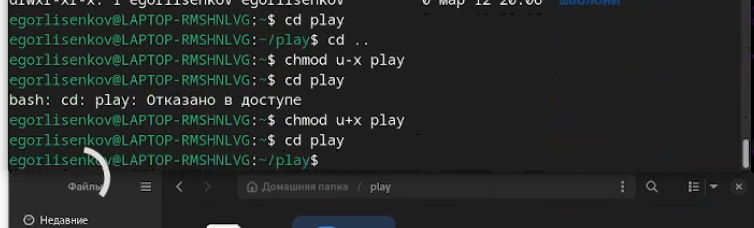 drwxr-xr-x. 1 egorlisenkov egorlisenkov 0 мар 12 20:06 шаблоны
egorlisenkov@LAPTOP-RMSHNLVG:~$ cd play
egorlisenkov@LAPTOP-RMSHNLVG:~/play$ cd ..
egorlisenkov@LAPTOP-RMSHNLVG:~$ chmod u-x play
egorlisenkov@LAPTOP-RMSHNLVG:~$ cd play
bash: cd: play: Отказано в доступе
egorlisenkov@LAPTOP-RMSHNLVG:~$ chmod u+x play
egorlisenkov@LAPTOP-RMSHNLVG:~$ cd play
egorlisenkov@LAPTOP-RMSHNLVG:~/play$
Файлы Домашняя папка / play
Недавние